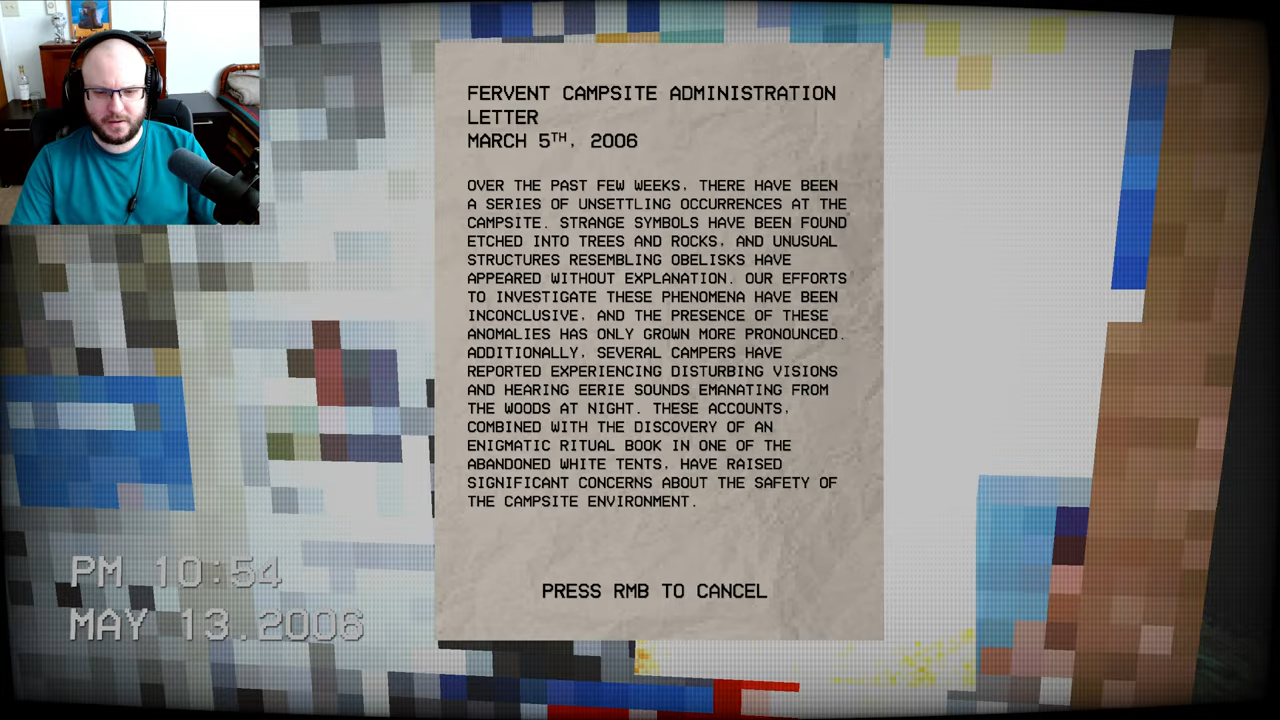 FERVENT CAMPSITE ADMINISTRATION
LETTER
MARCH 5TH, 2006
OVER THE PAST FEW WEEKS, THERE HAVE BEEN
A SERIES OF UNSETTLING OCCURRENCES AT THE
CAMPSITE. STRANGE SYMBOLS HAVE BEEN FOUND
ETCHED INTO TREES AND ROCKS, AND UNUSUAL
STRUCTURES RESEMBLING OBELISKS HAVE
APPEARED WITHOUT EXPLANATION. OUR EFFORTS
TO INVESTIGATE THESE PHENOMENA HAVE BEEN
INCONCLUSIVE, AND THE PRESENCE OF THESE
ANOMALIES HAS ONLY GROWN MORE PRONOUNCED.
ADDITIONALLY, SEVERAL CAMPERS HAVE
REPORTED EXPERIENCING DISTURBING VISIONS
AND HEARING EERIE SOUNDS EMANATING FROM
THE WOODS AT NIGHT. THESE ACCOUNTS,
COMBINED WITH THE DISCOVERY OF AN
ENIGMATIC RITUAL BOOK IN ONE OF THE
ABANDONED WHITE TENTS, HAVE RAISED
SIGNIFICANT CONCERNS ABOUT THE SAFETY OF
THE CAMPSITE ENVIRONMENT.
PRESS RMB TO CANCEL
PM 10:54
MAY 13.2006